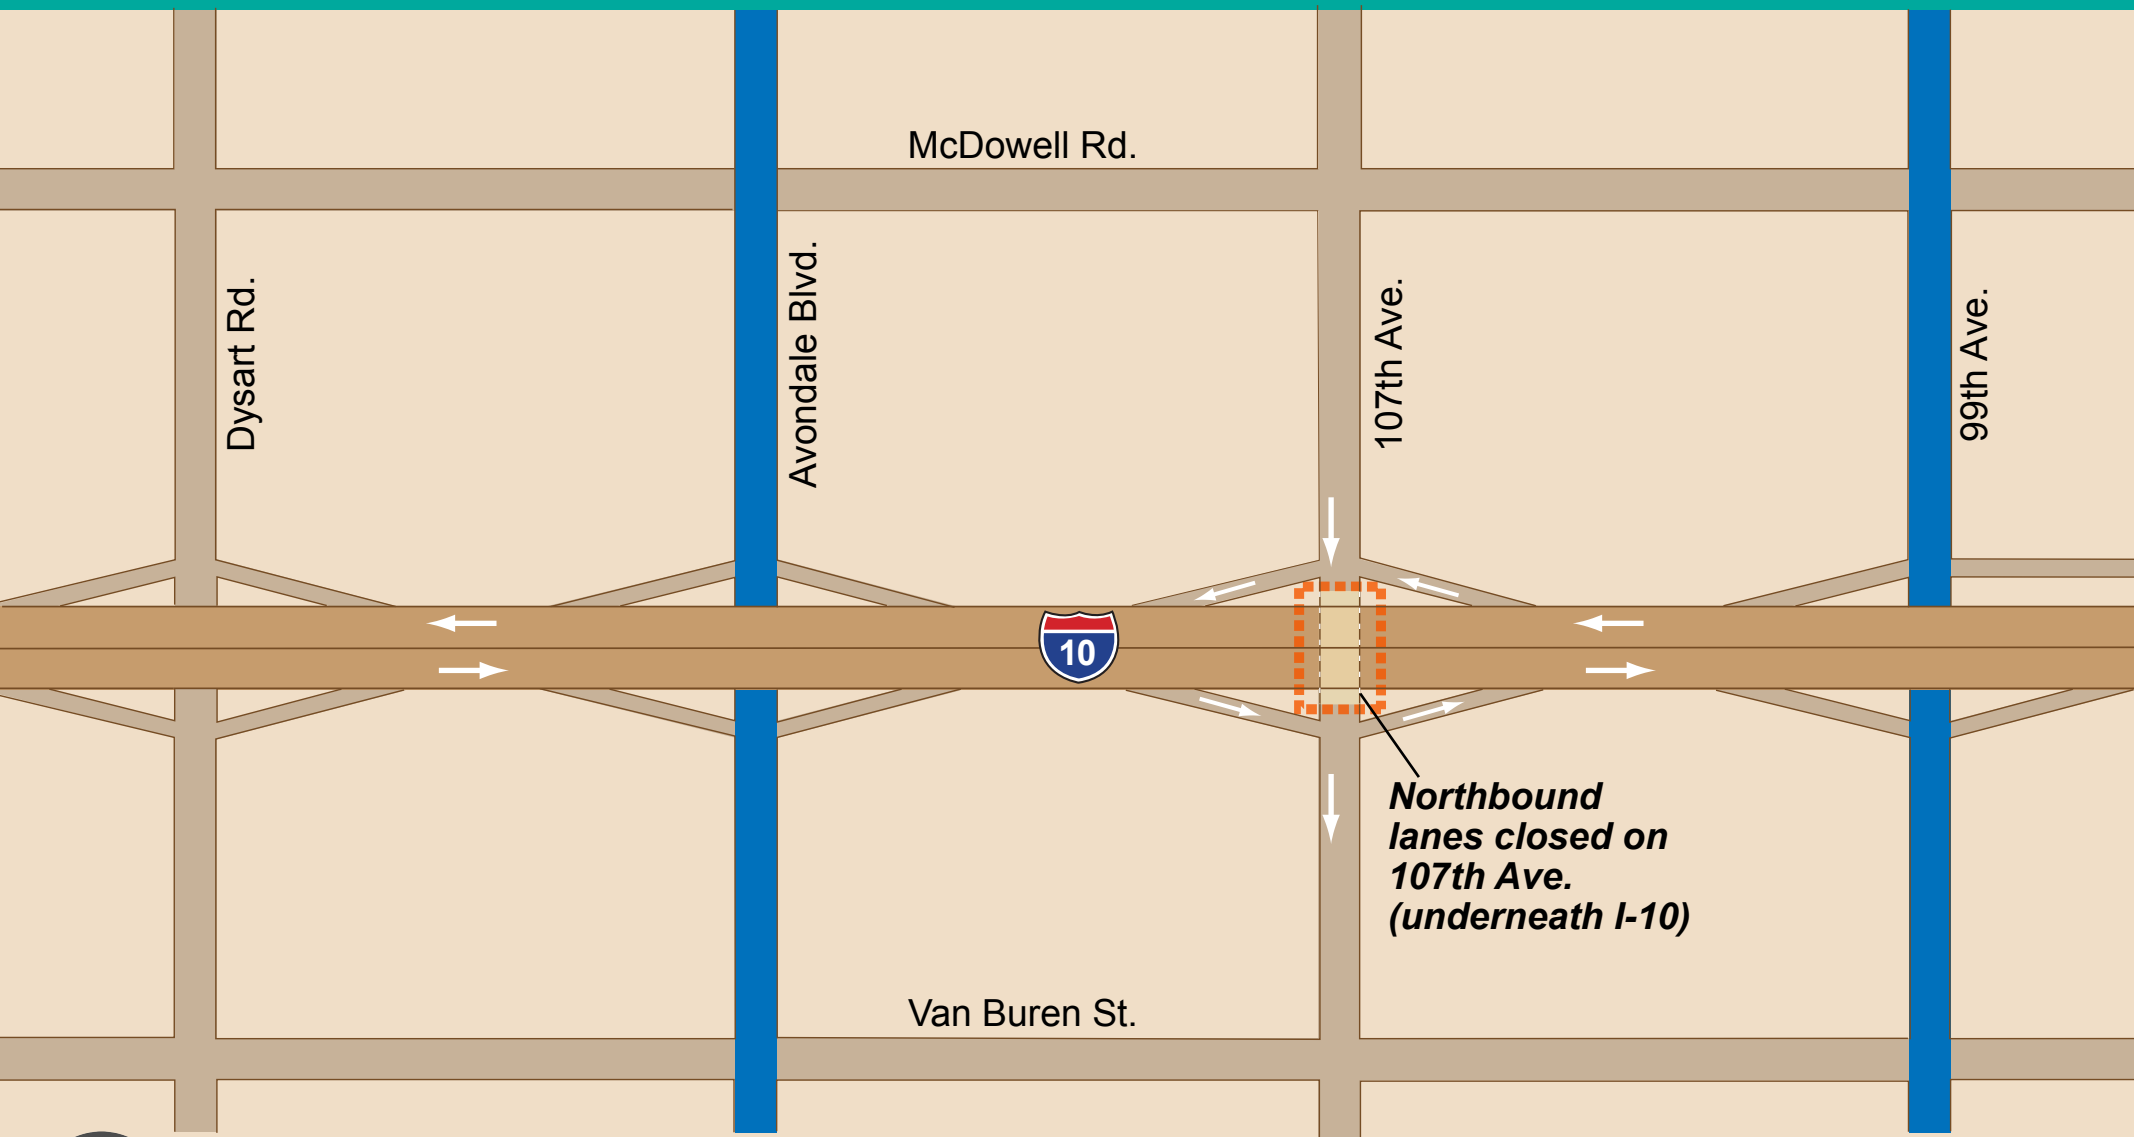 McDowell Rd.
Dysart Rd.
Avondale Blvd.
107th Ave.
99th Ave.
10
Northbound
lanes closed on
107th Ave.
(underneath I-10)
Van Buren St.